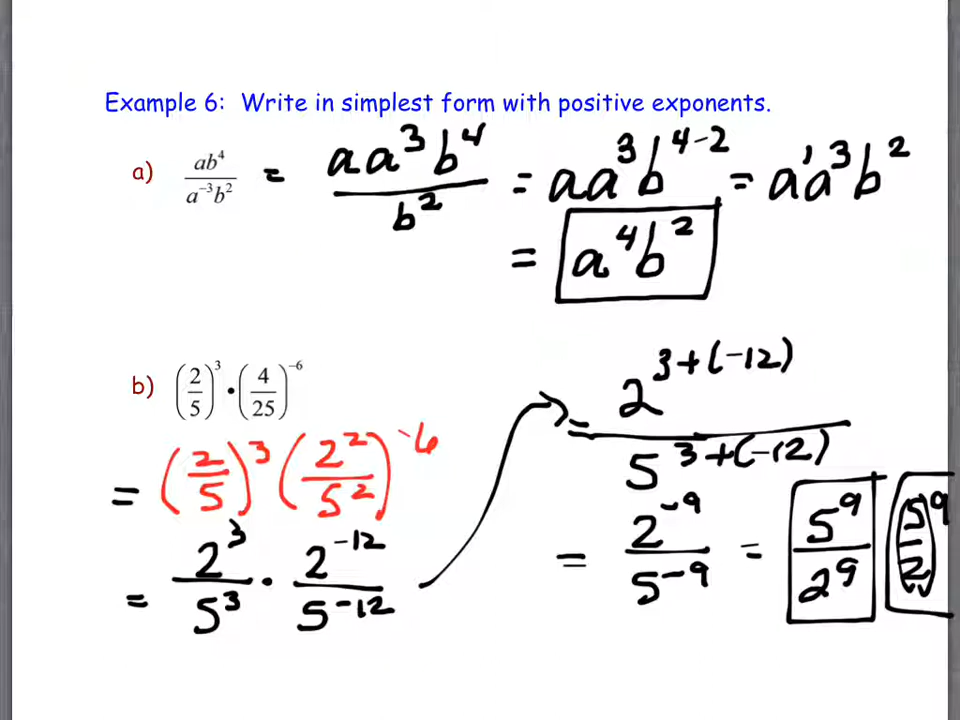 Example 6: Write in simplest form with positive exponents.
a) ab⁴/(a⁻³b²) = aa³b⁴/b² = aa³b⁴⁻² = a¹a³b²
= a⁴b²
b) (2/5)³ • (4/25)⁻⁶
= (2/5)³ (2²/5²)⁻⁶
= 2³/5³ · 2⁻¹²/5⁻¹²
= 2³⁺⁽⁻¹²⁾/5³⁺⁽⁻¹²⁾
= 2⁻⁹/5⁻⁹ = 5⁹/2⁹ (5/2)⁹